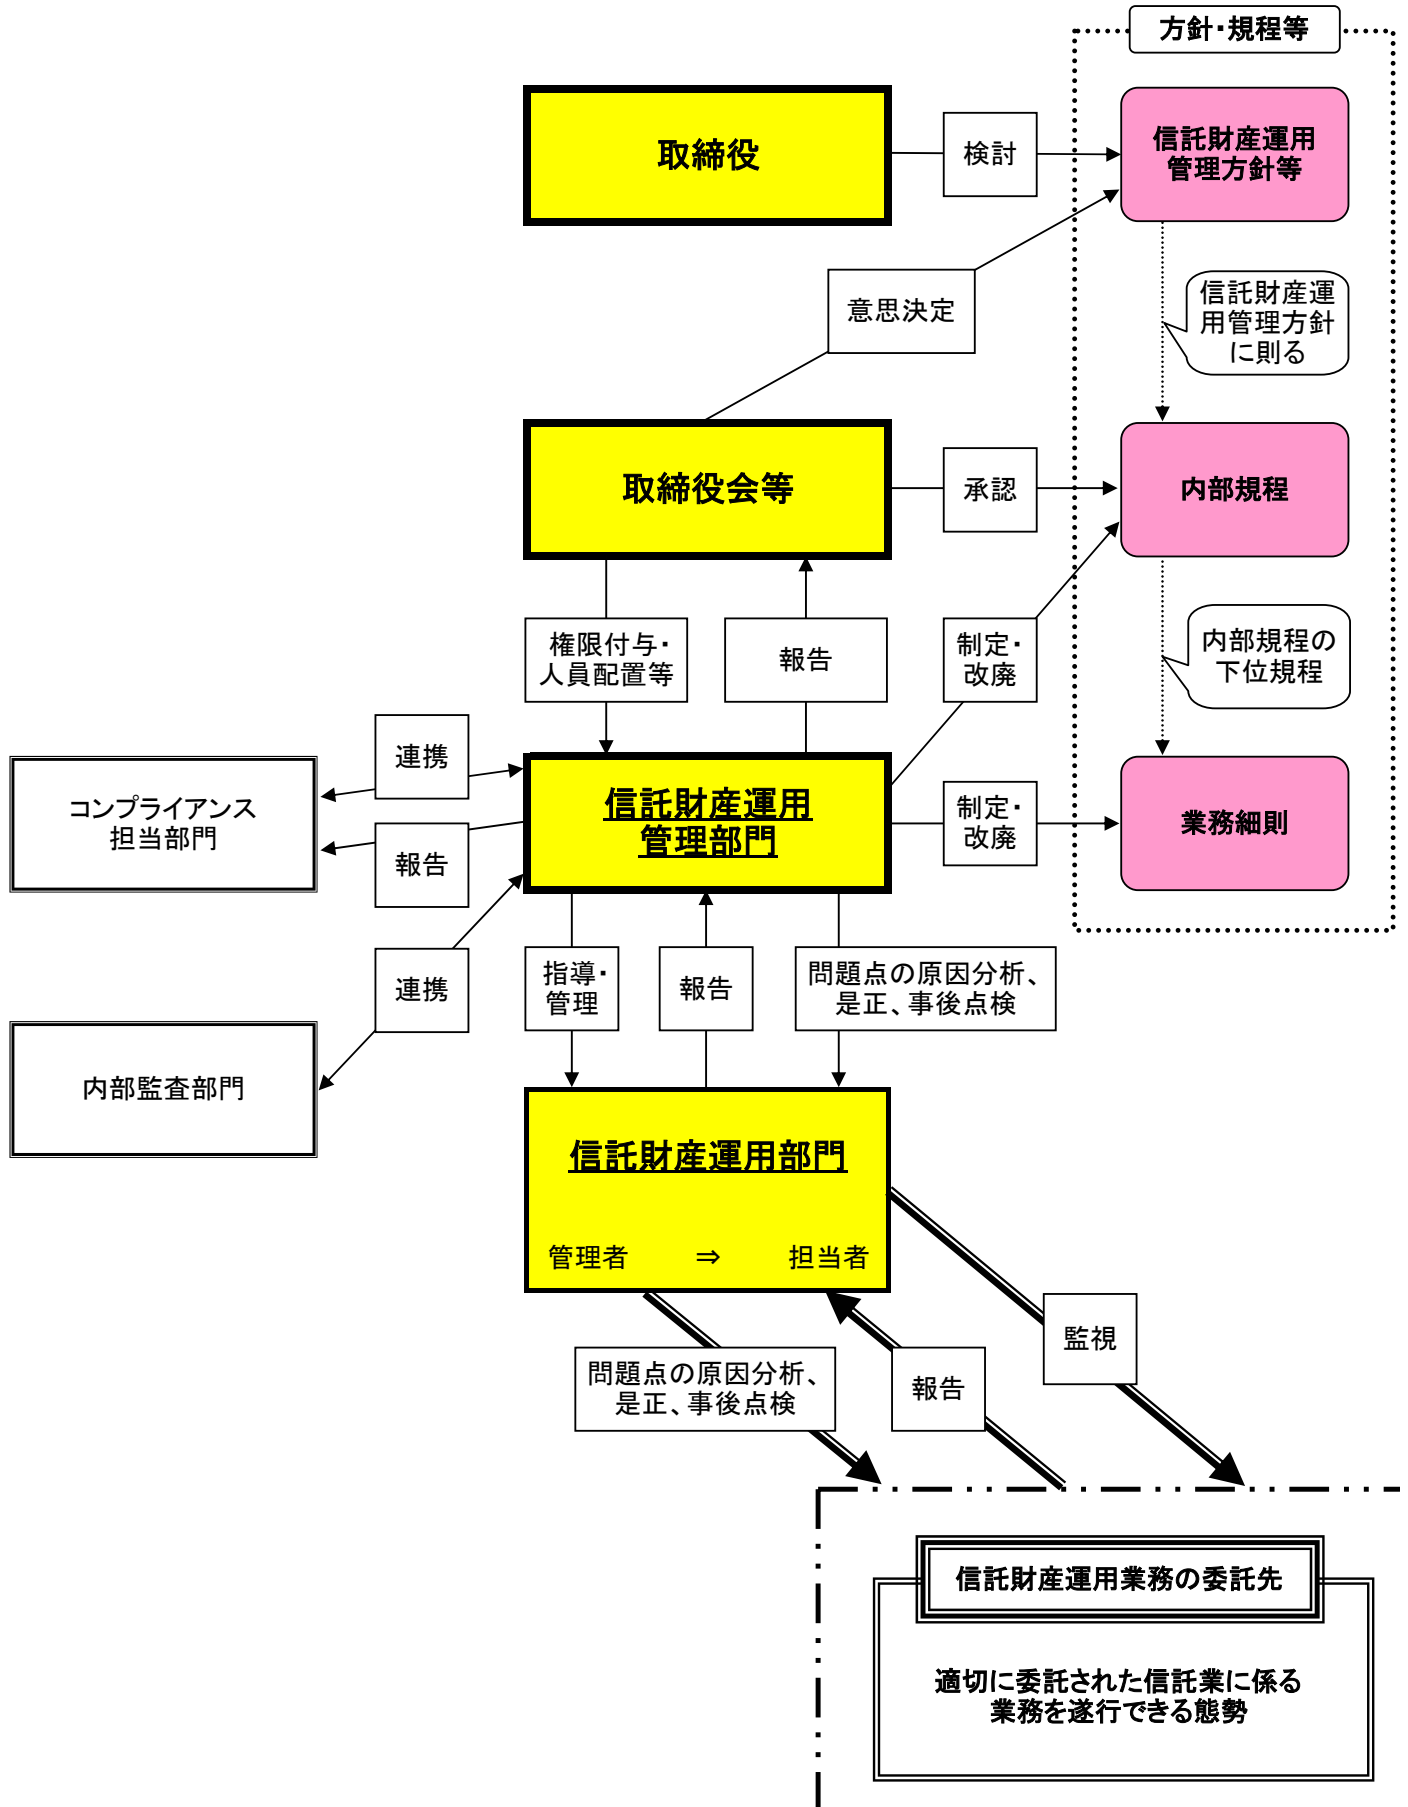 方針・規程等
取締役
検討
信託財産運用
管理方針等
意思決定
信託財産運
用管理方針
に則る
取締役会等
承認
内部規程
権限付与・
人員配置等
報告
制定・
改廃
内部規程の
下位規程
連携
コンプライアンス
担当部門
報告
信託財産運用
管理部門
制定・
改廃
業務細則
連携
指導・
管理
報告
問題点の原因分析、
是正、事後点検
内部監査部門
信託財産運用部門
管理者 ⇒ 担当者
監視
問題点の原因分析、
是正、事後点検
報告
信託財産運用業務の委託先
適切に委託された信託業に係る
業務を遂行できる態勢